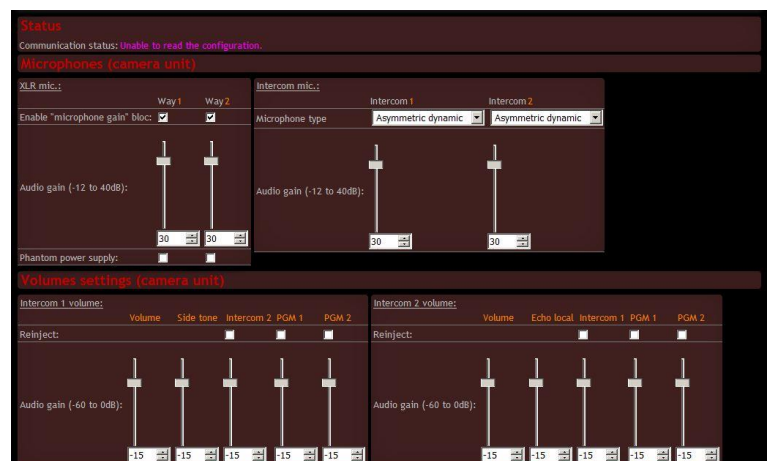 Status
Communication status: Unable to read the configuration.
Microphones (camera unit)
XLR mic.:
Way 1 Way 2
Enable "microphone gain" bloc:
Audio gain (-12 to 40dB):
30 30
Phantom power supply:
Intercom mic.:
Intercom 1 Intercom 2
Microphone type Asymmetric dynamic Asymmetric dynamic
Audio gain (-12 to 40dB):
30 30
Volumes settings (camera unit)
Intercom 1 volume:
Volume Side tone Intercom 2 PGM 1 PGM 2
Reinject:
Audio gain (-60 to 0dB):
-15 -15 -15 -15 -15
Intercom 2 volume:
Volume Echo local Intercom 1 PGM 1 PGM 2
Reinject:
Audio gain (-60 to 0dB):
-15 -15 -15 -15 -15